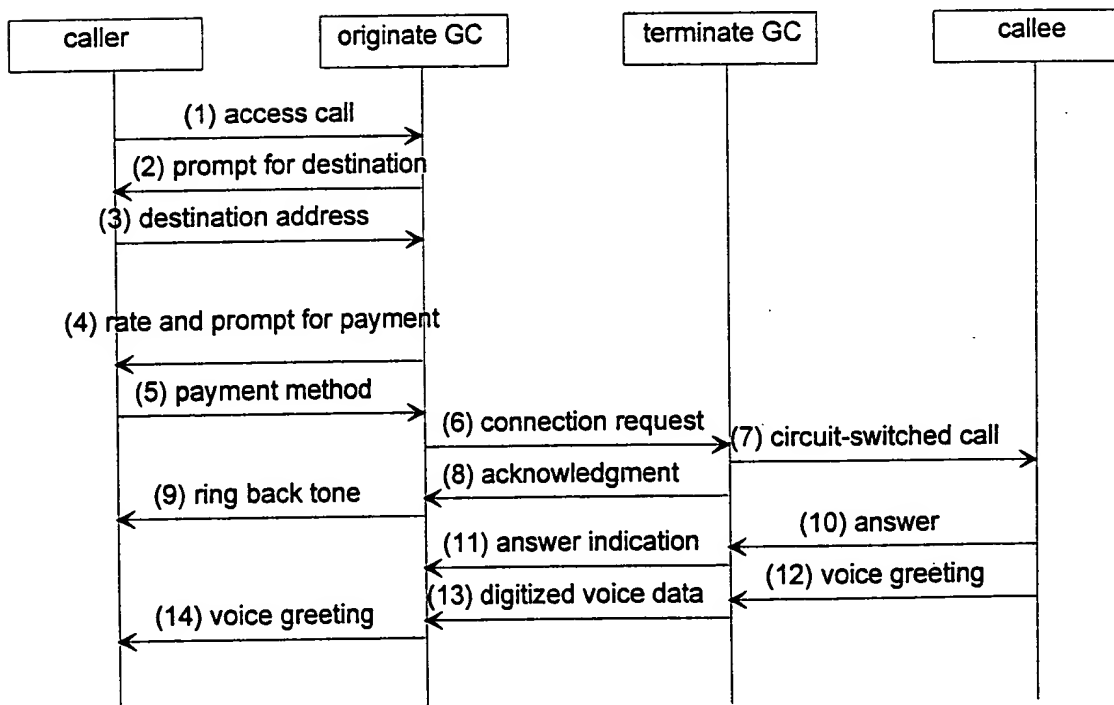 caller
originate GC
terminate GC
callee
(1) access call
(2) prompt for destination
(3) destination address
(4) rate and prompt for payment
(5) payment method
(6) connection request
(7) circuit-switched call
(8) acknowledgment
(9) ring back tone
(10) answer
(11) answer indication
(12) voice greeting
(13) digitized voice data
(14) voice greeting